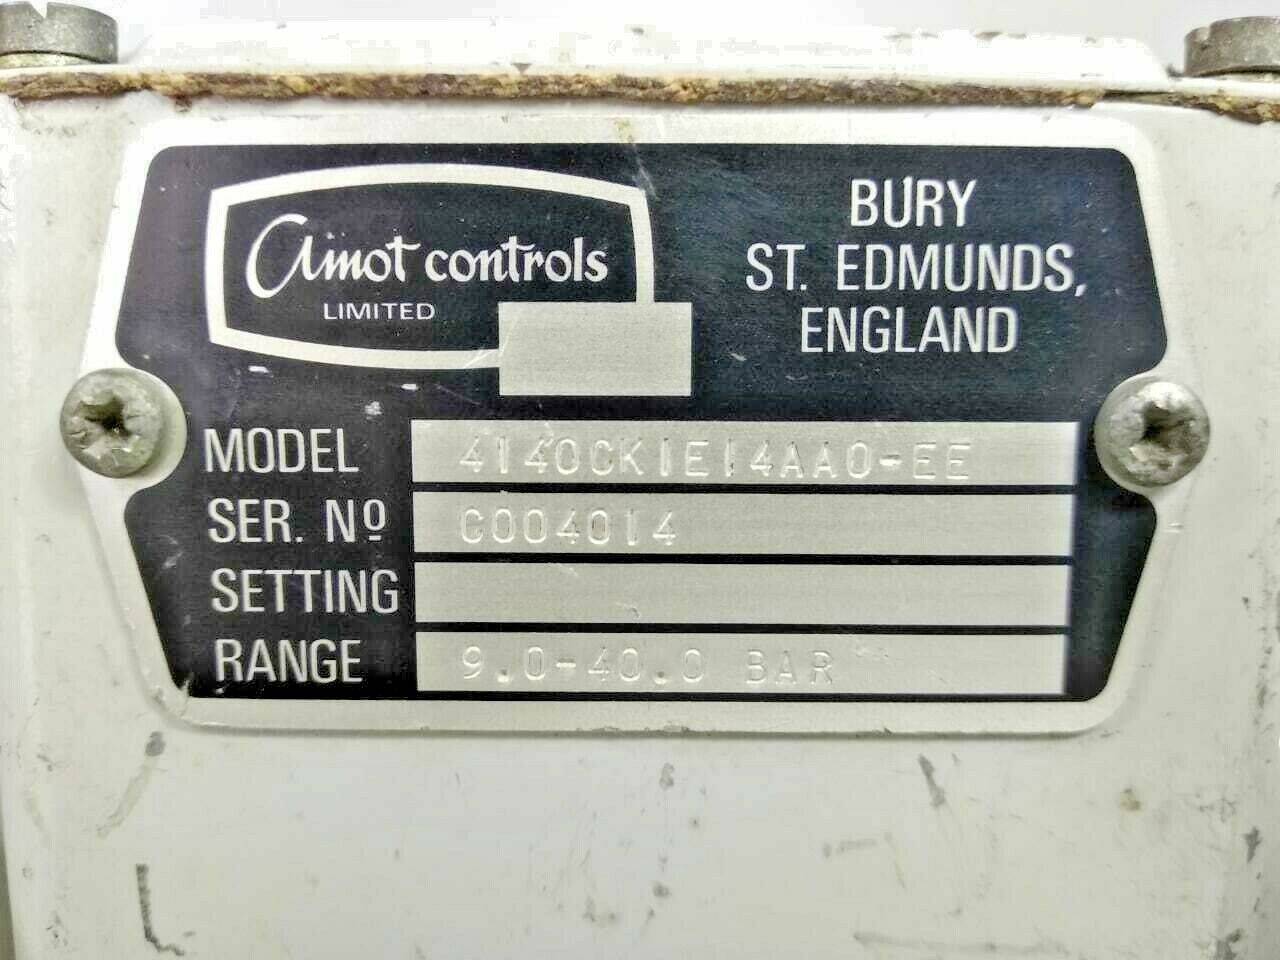 Amot controls
LIMITED
BURY
ST. EDMUNDS,
ENGLAND
MODEL 4140CK1E14AA0-EE
SER. Nº C004014
SETTING
RANGE 9.0-40.0 BAR